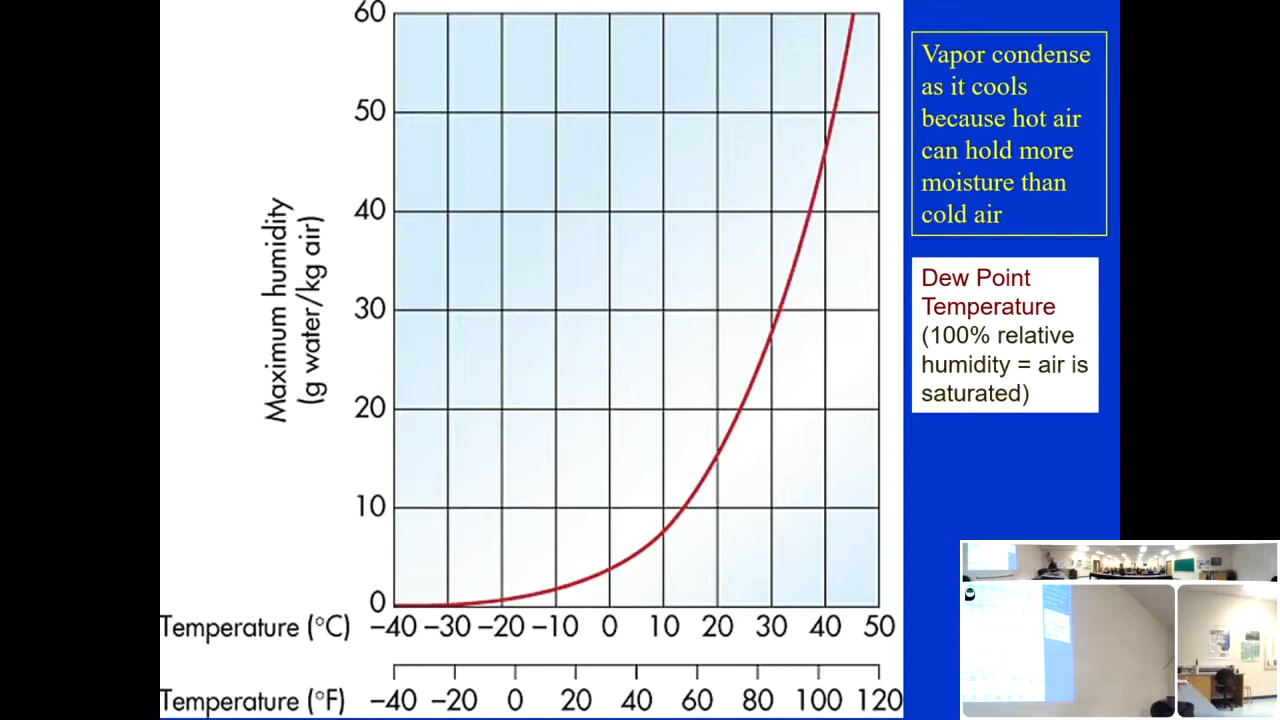 60
50
40
30
20
10
0
Maximum humidity
(g water/kg air)
Temperature (°C) −40 −30 −20 −10 0 10 20 30 40 50
Temperature (°F) −40 −20 0 20 40 60 80 100 120
Vapor condense
as it cools
because hot air
can hold more
moisture than
cold air
Dew Point
Temperature
(100% relative
humidity = air is
saturated)